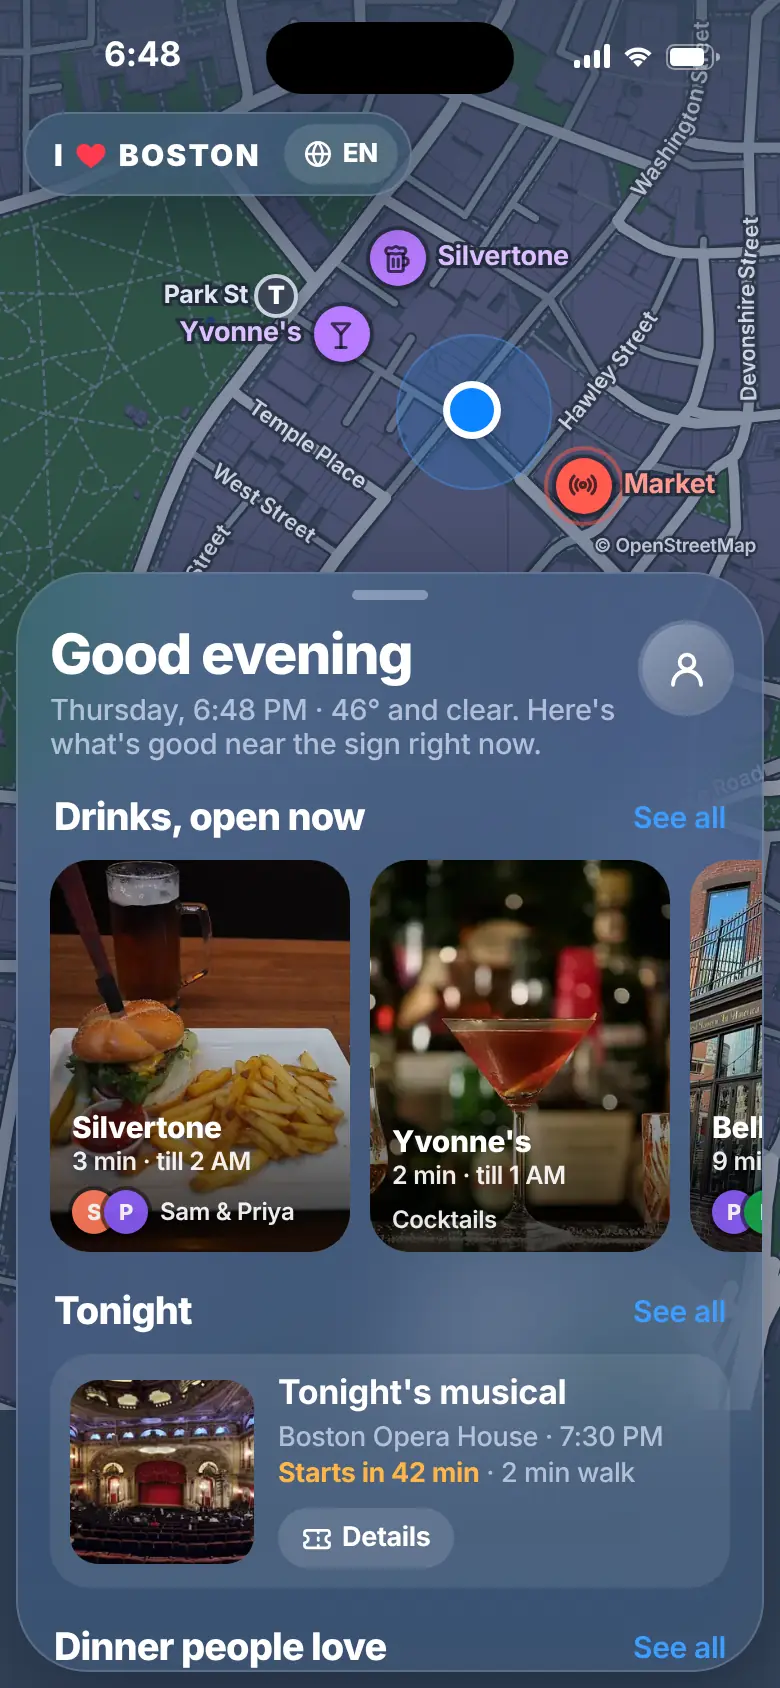 6:48
I ❤ BOSTON EN
Washington Street
Devonshire Street
Silvertone
Park St T
Yvonne's
Hawley Street
Temple Place
West Street
Street
Market
© OpenStreetMap
Good evening
Thursday, 6:48 PM · 46° and clear. Here's
what's good near the sign right now.
Road
Drinks, open now See all
Silvertone
3 min · till 2 AM
S P Sam & Priya
Yvonne's
2 min · till 1 AM
Cocktails
Bell
9 mi
P
Tonight See all
Tonight's musical
Boston Opera House · 7:30 PM
Starts in 42 min · 2 min walk
Details
Dinner people love See all